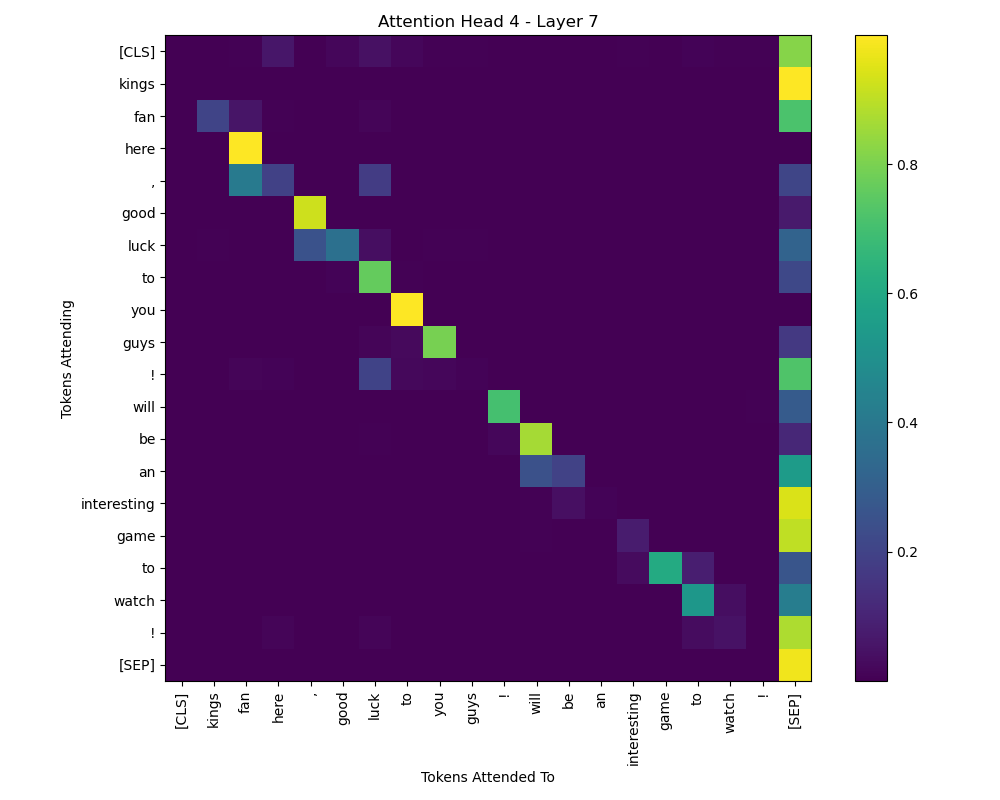 Attention Head 4 - Layer 7
[CLS]
kings
fan
here
,
good
luck
to
you
guys
!
will
be
an
interesting
game
to
watch
!
[SEP]
Tokens Attending
[CLS]
kings
fan
here
,
good
luck
to
you
guys
!
will
be
an
interesting
game
to
watch
!
[SEP]
Tokens Attended To
0.8
0.6
0.4
0.2